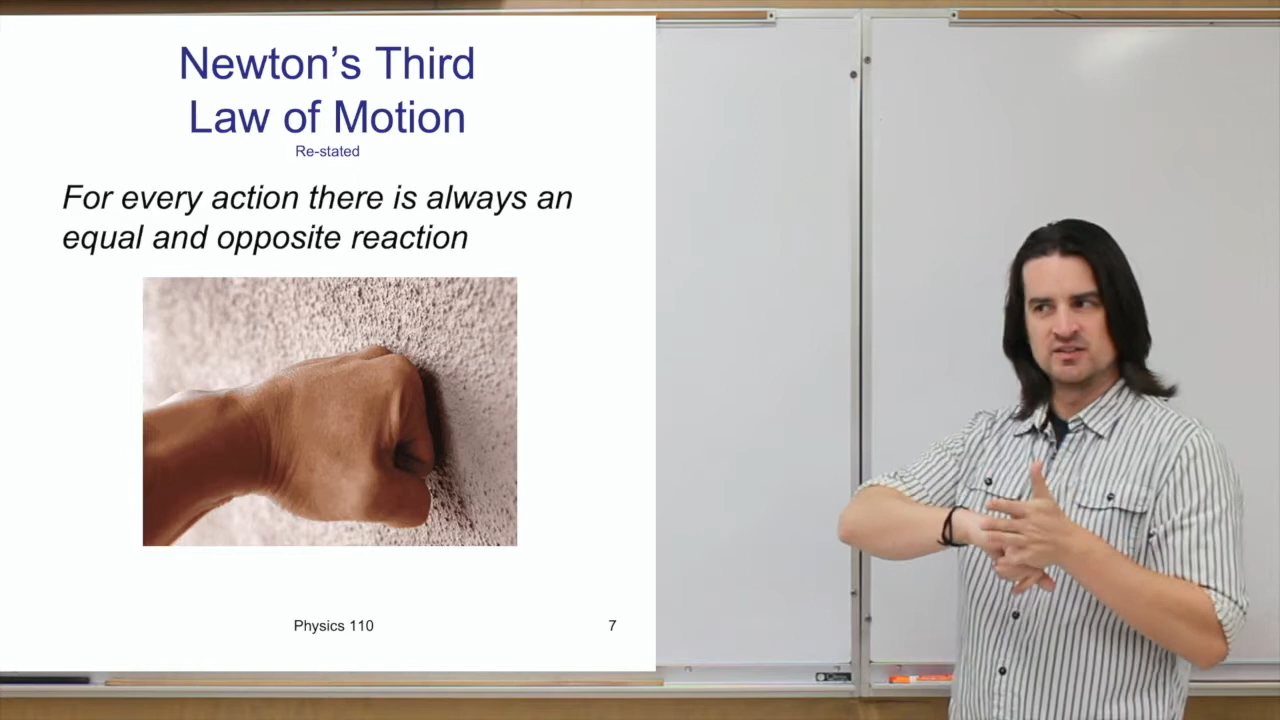 Newton's Third
Law of Motion
Re-stated
For every action there is always an
equal and opposite reaction
Physics 110
7